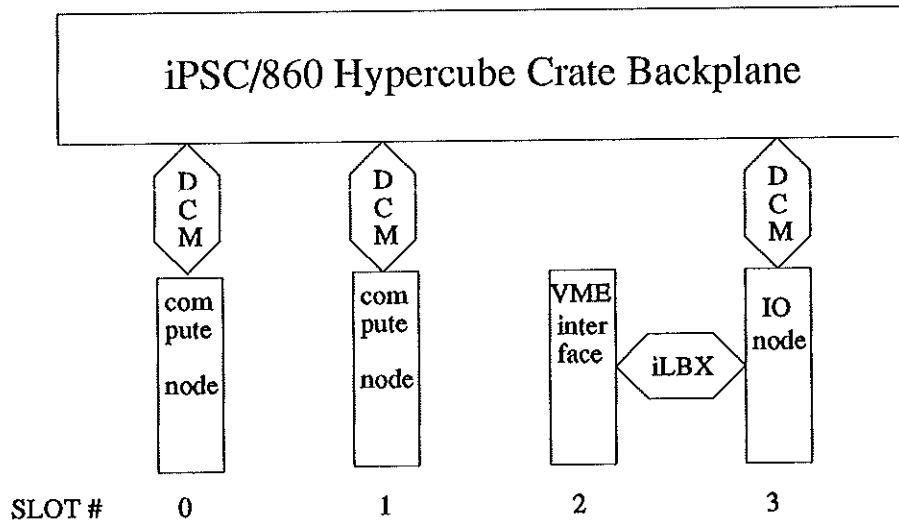 iPSC/860 Hypercube Crate Backplane
D
C
M
D
C
M
D
C
M
com
pute
node
com
pute
node
VME
inter
face
iLBX
IO
node
SLOT # 0 1 2 3